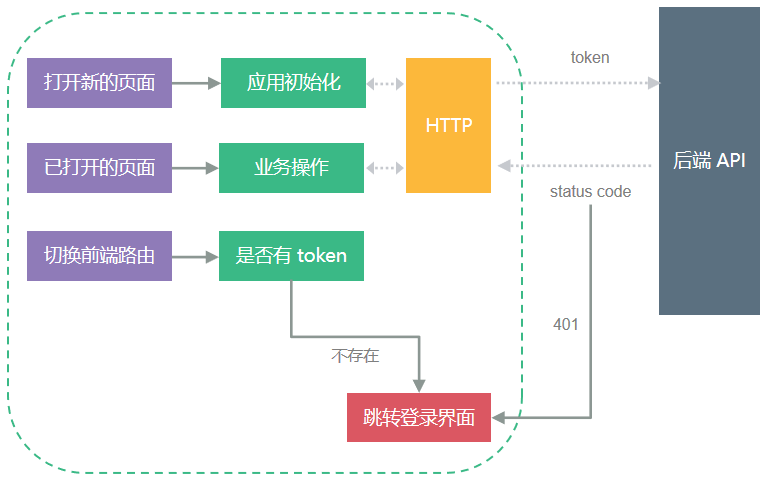 打开新的页面
应用初始化
HTTP
token
后端 API
已打开的页面
业务操作
status code
切换前端路由
是否有 token
401
不存在
跳转登录界面